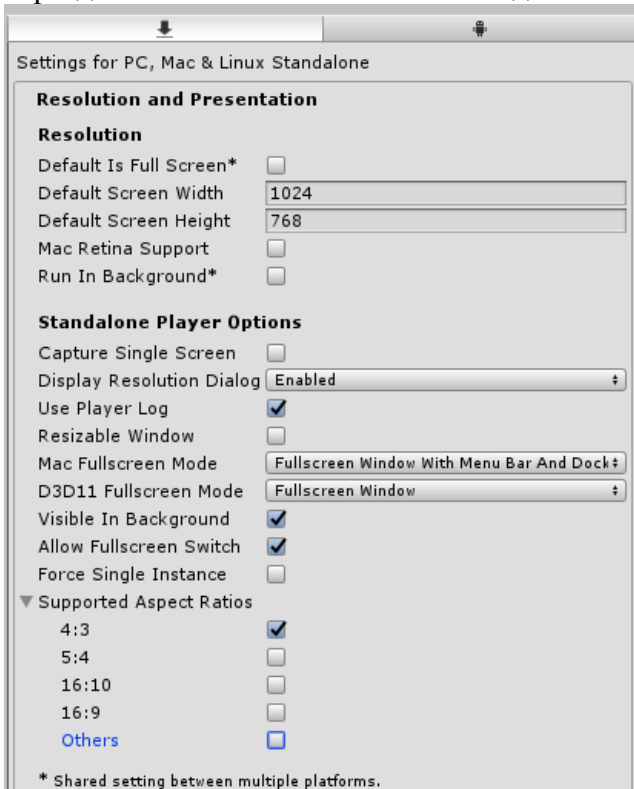 Settings for PC, Mac & Linux Standalone
Resolution and Presentation
Resolution
Default Is Full Screen*
Default Screen Width 1024
Default Screen Height 768
Mac Retina Support
Run In Background*
Standalone Player Options
Capture Single Screen
Display Resolution Dialog Enabled
Use Player Log
Resizable Window
Mac Fullscreen Mode Fullscreen Window With Menu Bar And Dock
D3D11 Fullscreen Mode Fullscreen Window
Visible In Background
Allow Fullscreen Switch
Force Single Instance
Supported Aspect Ratios
4:3
5:4
16:10
16:9
Others
* Shared setting between multiple platforms.